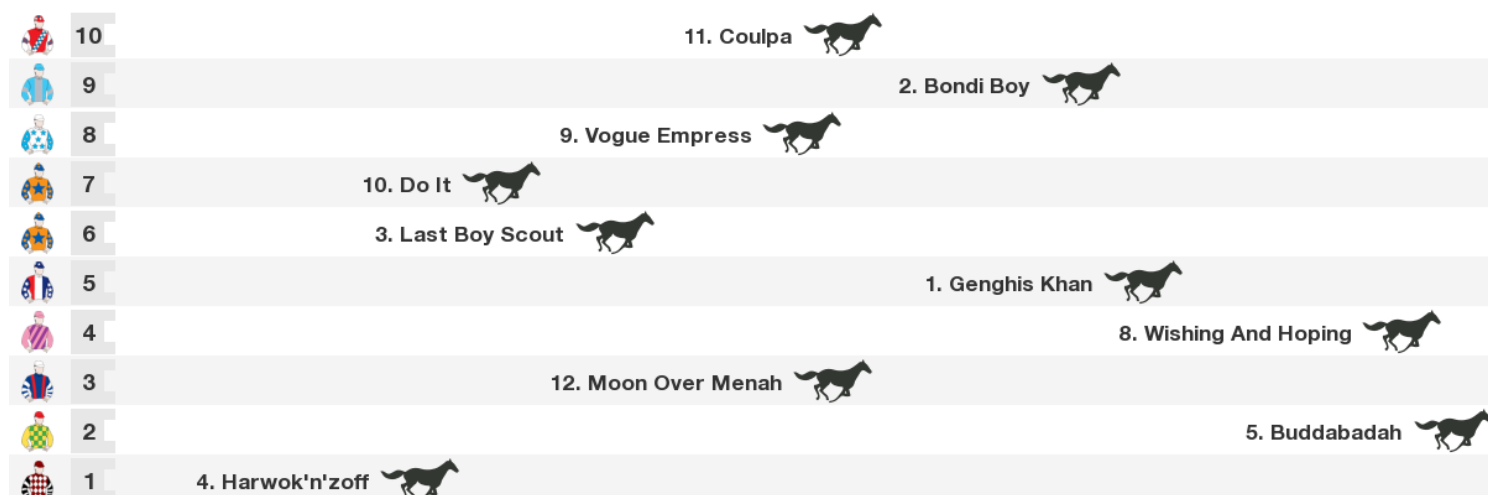 10 11. Coulpa
9 2. Bondi Boy
8 9. Vogue Empress
7 10. Do It
6 3. Last Boy Scout
5 1. Genghis Khan
4 8. Wishing And Hoping
3 12. Moon Over Menah
2 5. Buddabadah
1 4. Harwok'n'zoff